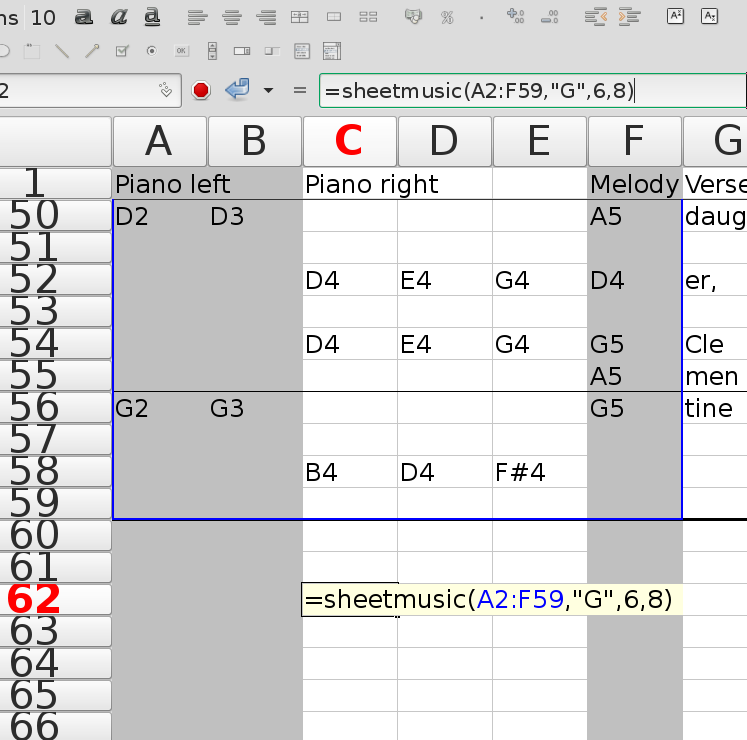 ns 10 a a a A A
% OK
2 = =sheetmusic(A2:F59,"G",6,8)
A B C D E F G
1 Piano left Piano right Melody Verse
50 D2 D3 A5 daug
51
52 D4 E4 G4 D4 er,
53
54 D4 E4 G4 G5 Cle
55 A5 men
56 G2 G3 G5 tine
57
58 B4 D4 F#4
59
60
61
62 =sheetmusic(A2:F59,"G",6,8)
63
64
65
66